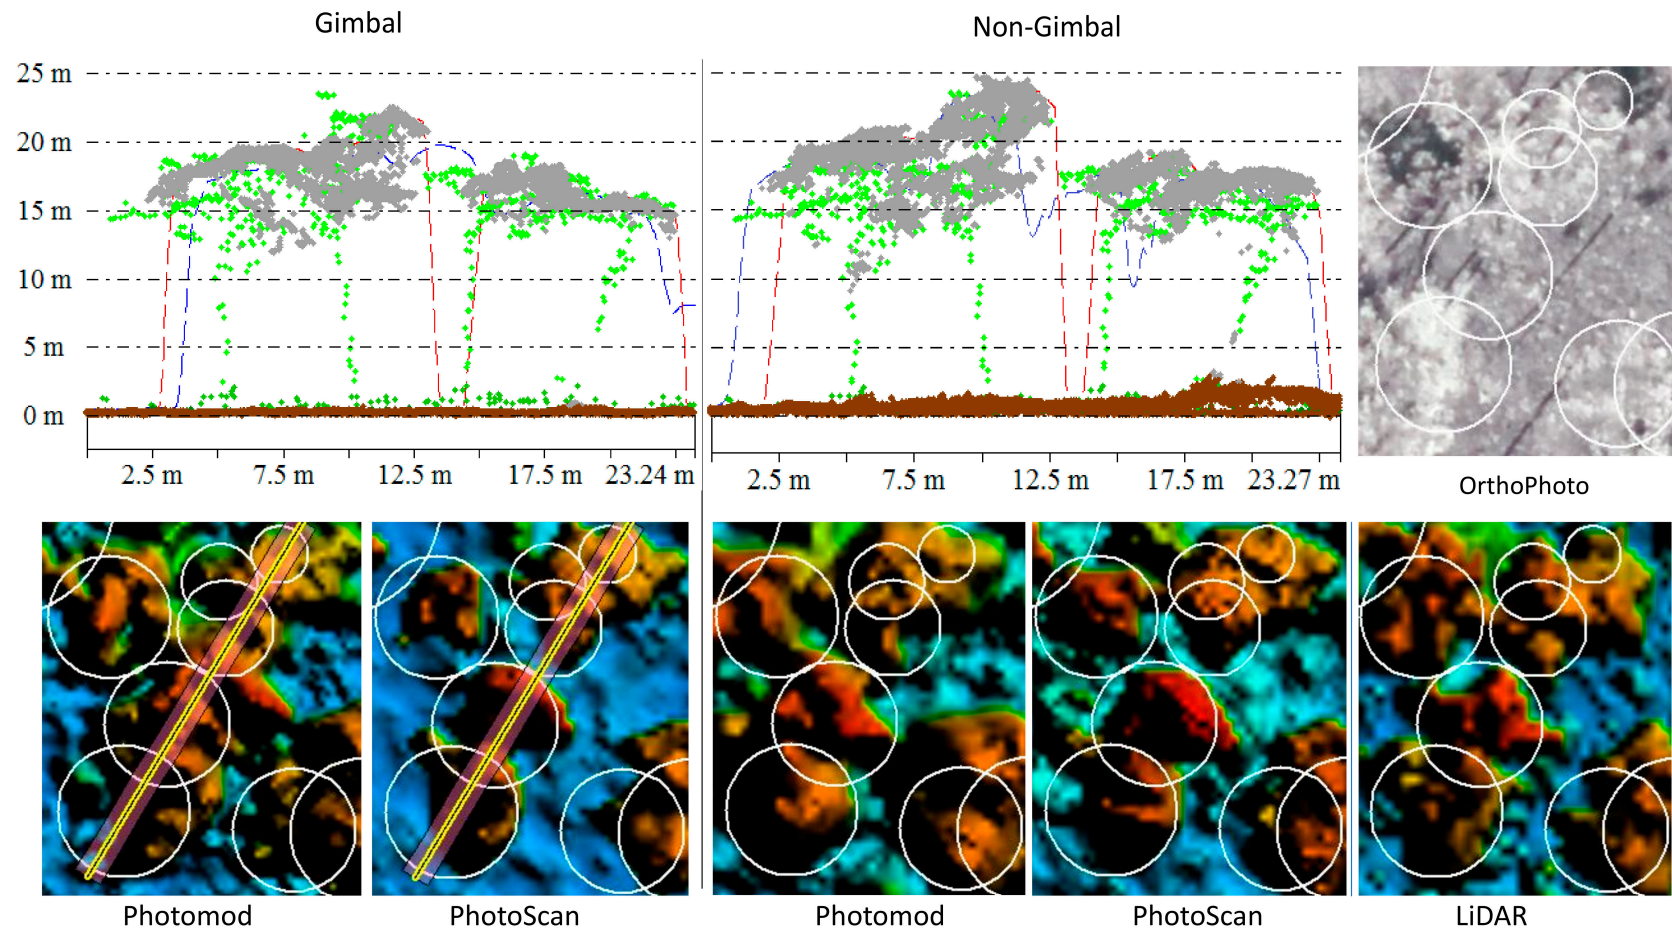 Gimbal
Non-Gimbal
25 m
20 m
15 m
10 m
5 m
0 m
2.5 m 7.5 m 12.5 m 17.5 m 23.24 m
2.5 m 7.5 m 12.5 m 17.5 m 23.27 m
OrthoPhoto
Photomod
PhotoScan
Photomod
PhotoScan
LiDAR